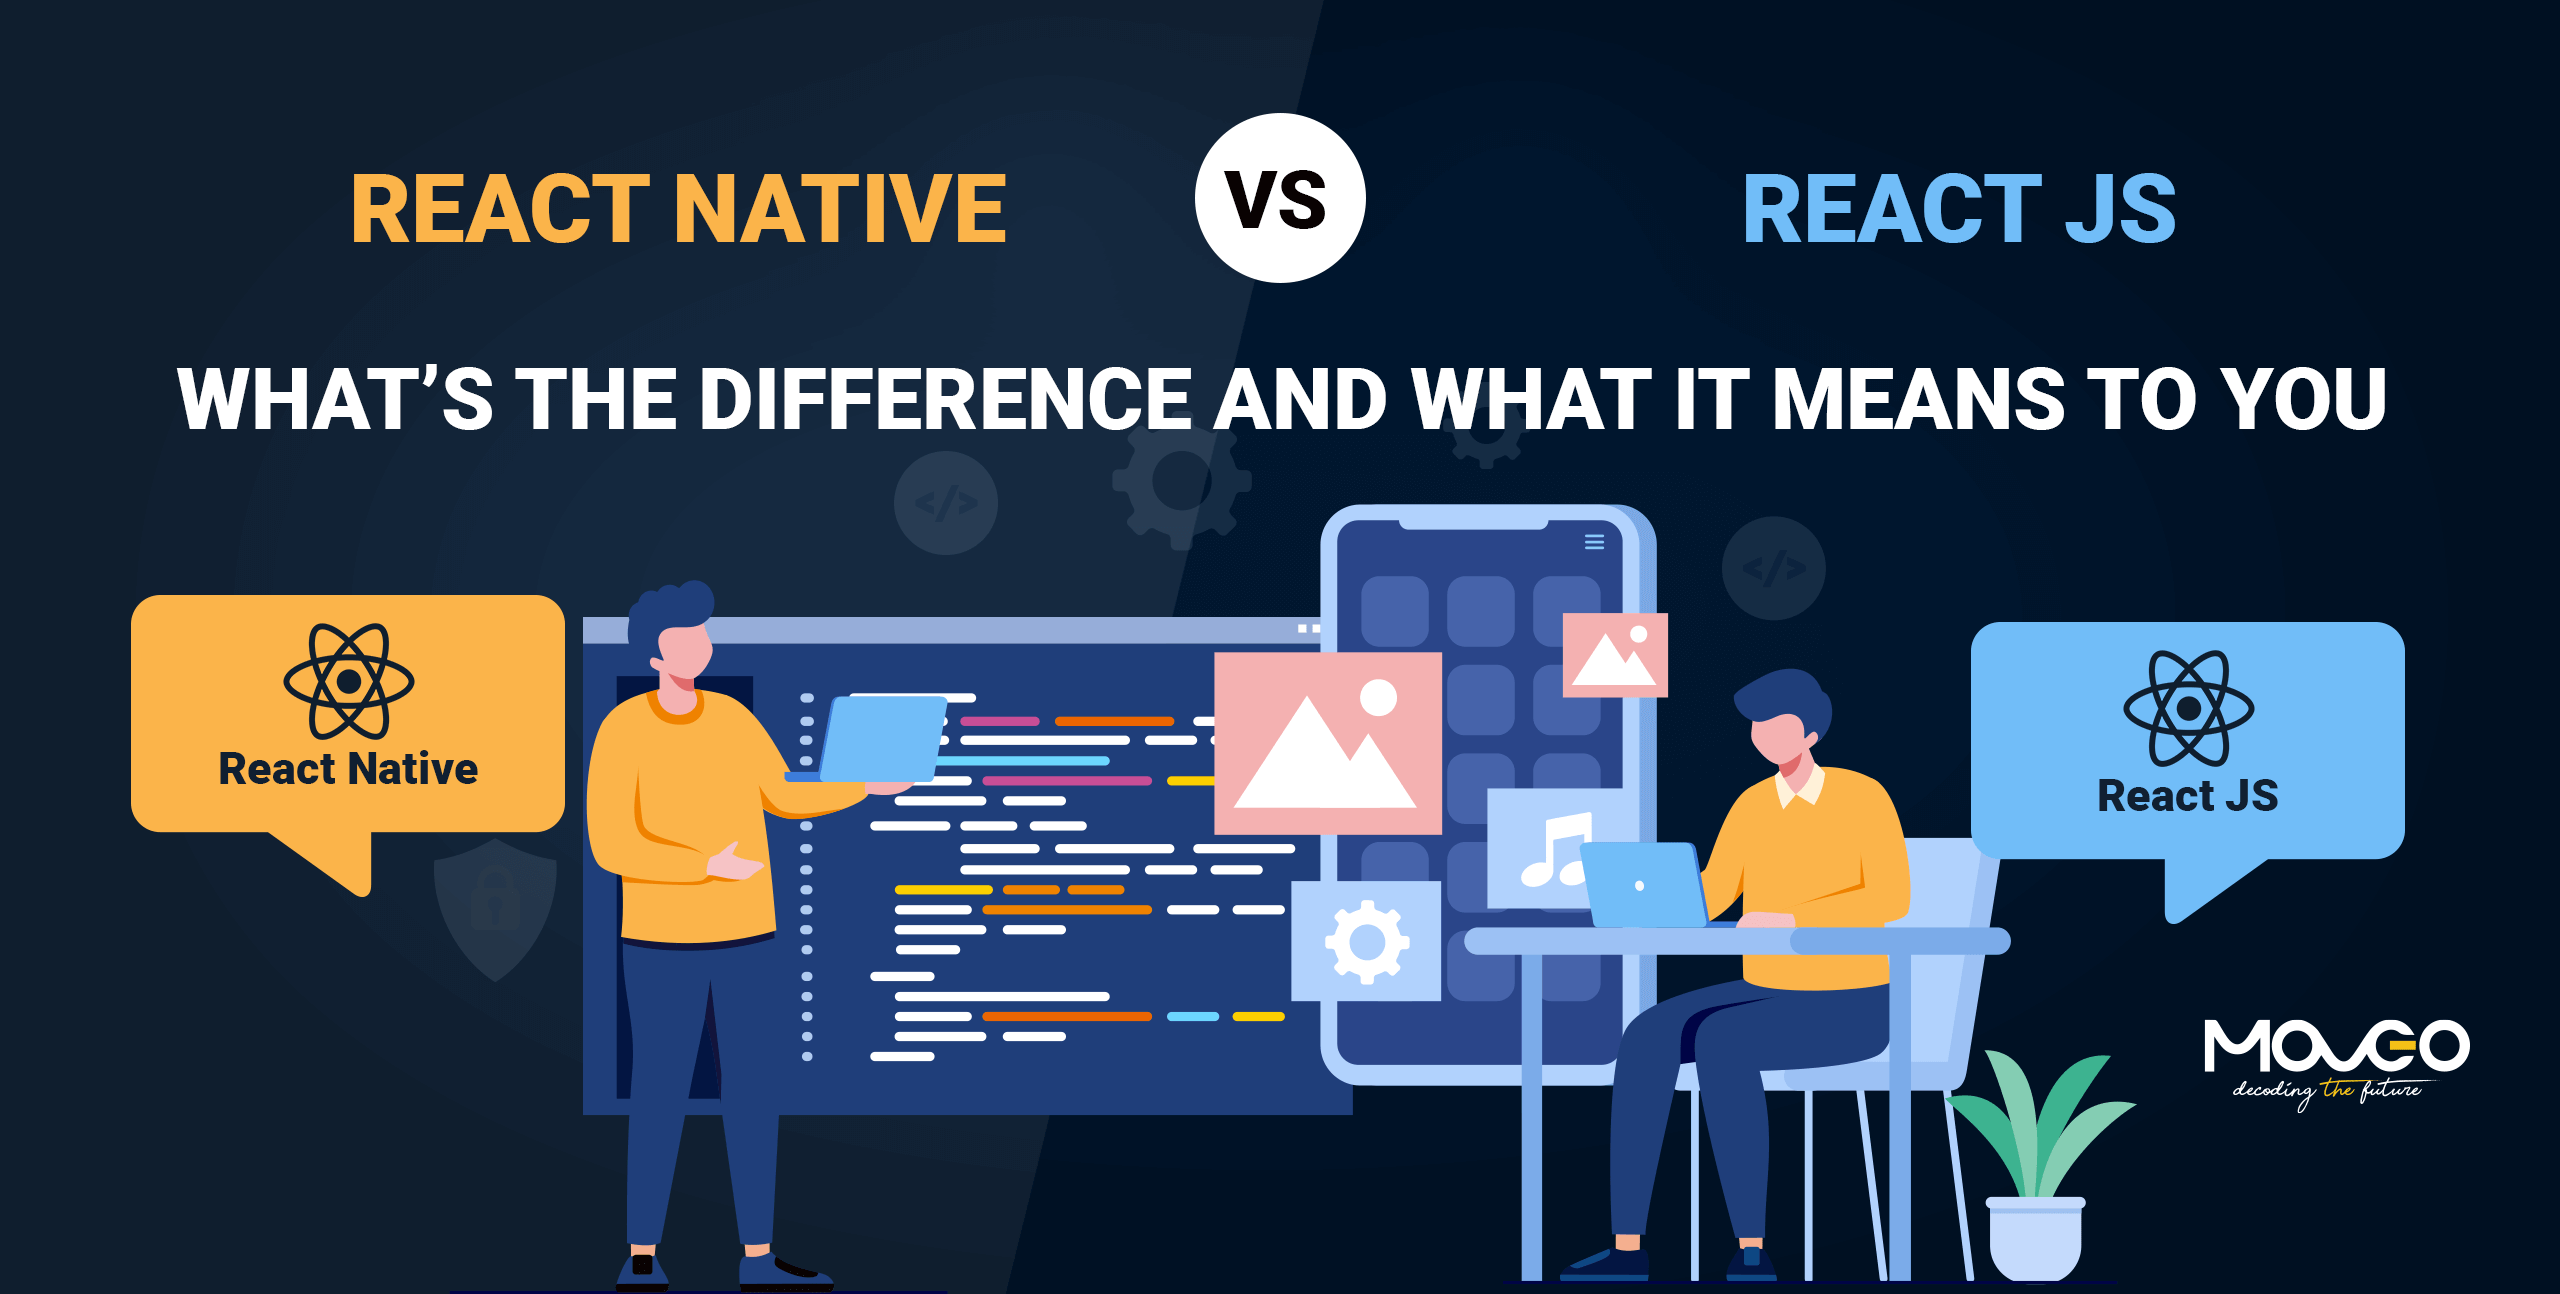 REACT NATIVE
VS
REACT JS
WHAT’S THE DIFFERENCE AND WHAT IT MEANS TO YOU
</>
</>
React Native
React JS
MOVGO
decoding the future